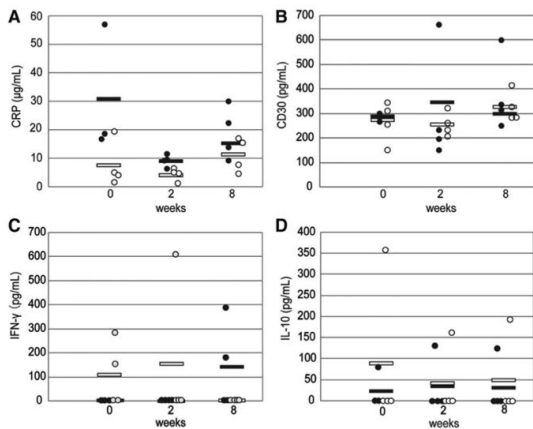 A
CRP (μg/mL)
60
50
40
30
20
10
0
0 2 8
weeks
B
CD30 (pg/mL)
700
600
500
400
300
200
100
0
0 2 8
weeks
C
IFN-γ (pg/mL)
700
600
500
400
300
200
100
0
0 2 8
weeks
D
IL-10 (pg/mL)
400
350
300
250
200
150
100
50
0
0 2 8
weeks